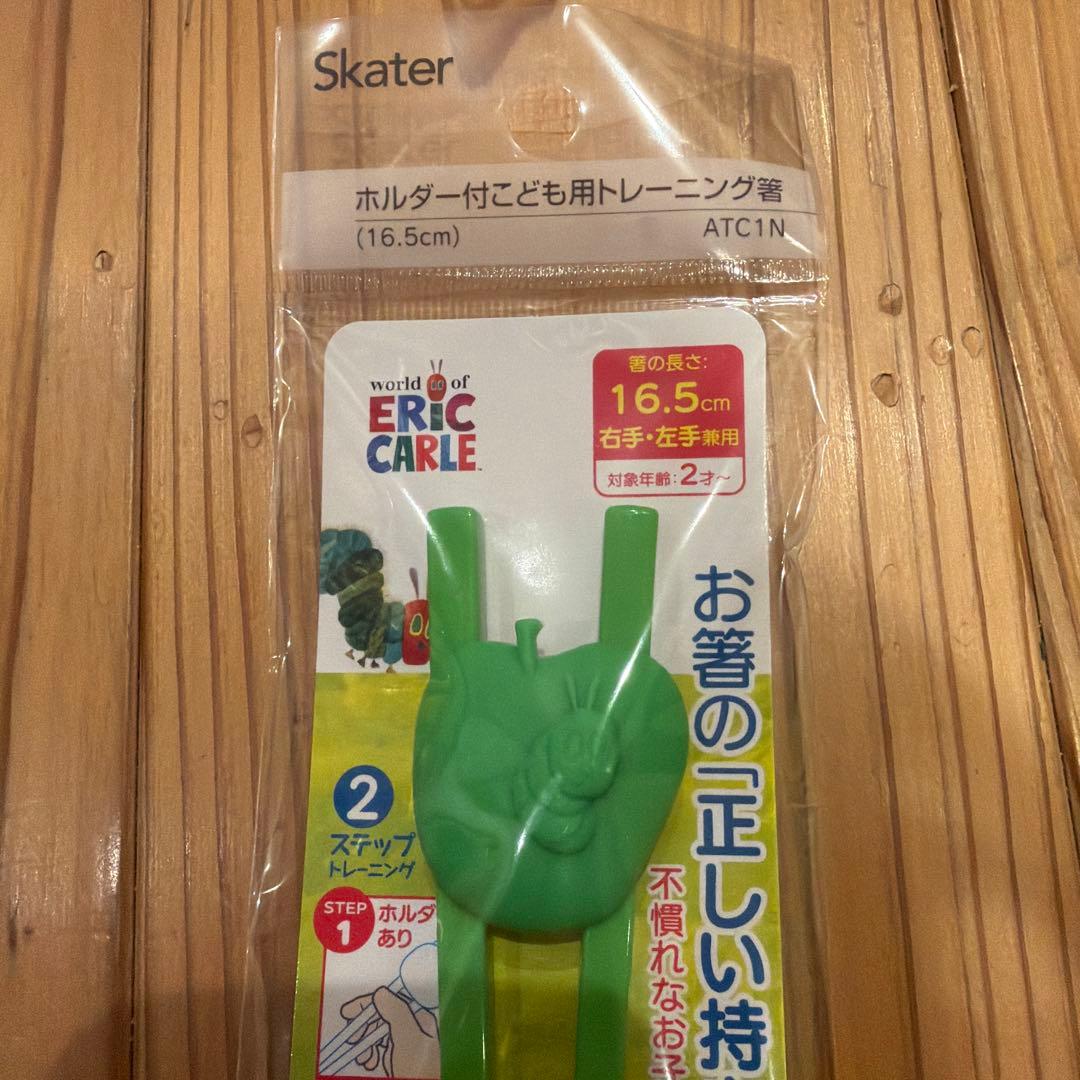 Skater
ホルダー付こども用トレーニング箸
(16.5cm)
ATC1N
world of
ERIC
CARLE™
箸の長さ:
16.5cm
右手・左手兼用
対象年齢:2才～
お箸の「正しい持
不慣れなお子
2
ステップ
トレーニング
STEP
1
ホルダ
あり